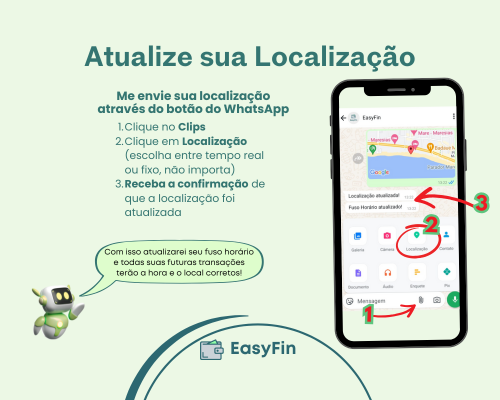 Atualize sua Localização
Me envie sua localização
através do botão do WhatsApp
1.Clique no Clips
2.Clique em Localização
(escolha entre tempo real
ou fixo, não importa)
3.Receba a confirmação de
que a localização foi
atualizada
Com isso atualizarei seu fuso horário
e todas suas futuras transações
terão a hora e o local corretos!
EasyFin
EasyFin
Google
Localização atualizada!
Fuso Horário atualizado!
3
2
Galeria
Câmera
Localização
Contato
Documento
Áudio
Enquete
Pix
Mensagem
1